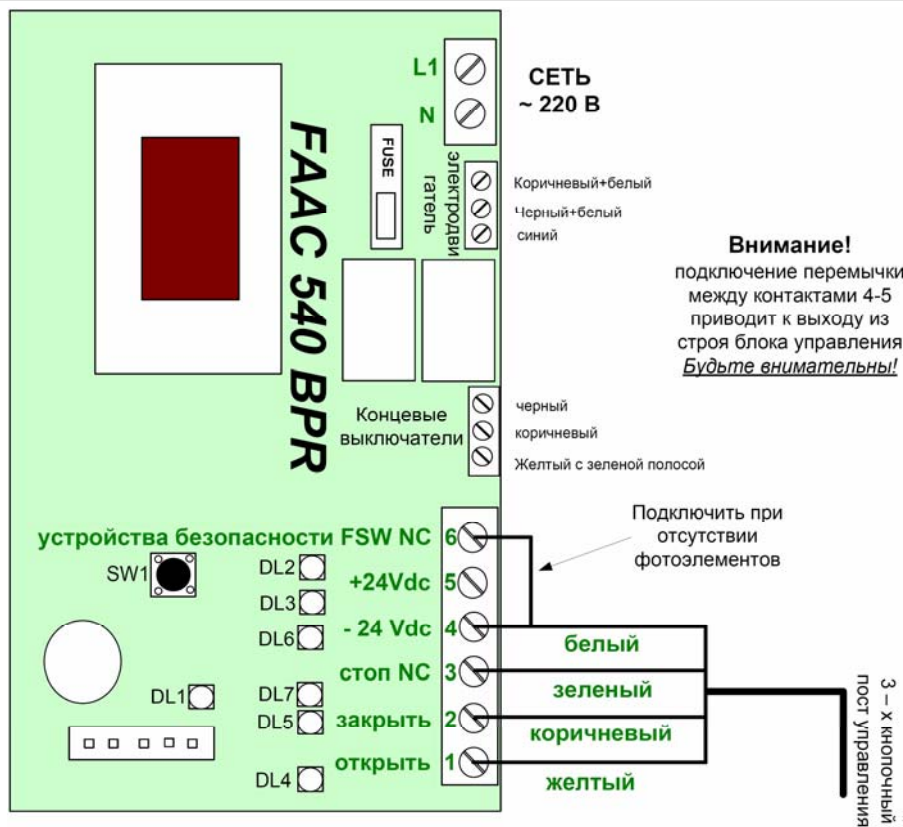 L1
N
СЕТЬ
~ 220 В
FUSE
электродви
гатель
Коричневый+белый
Черный+белый
синий
FAAC 540 BPR
Внимание!
подключение перемычки
между контактами 4-5
приводит к выходу из
строя блока управления
Будьте внимательны!
Концевые
выключатели
черный
коричневый
Желтый с зеленой полосой
Подключить при
отсутствии
фотоэлементов
устройства безопасности FSW NC 6
SW1
DL2
+24Vdc 5
DL3
DL6
- 24 Vdc 4
белый
стоп NC 3
зеленый
DL1
DL7
DL5
закрыть 2
коричневый
открыть 1
DL4
желтый
3 – х кнопочный
пост управления